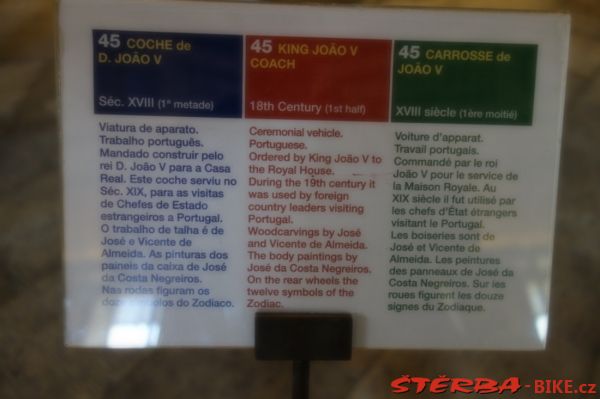 45 COCHE de
D. JOÃO V
Séc. XVIII (1ª metade)
Viatura de aparato.
Trabalho português.
Mandado construir pelo
rei D. João V para a Casa
Real. Este coche serviu no
Séc. XIX, para as visitas
de Chefes de Estado
estrangeiros a Portugal.
O trabalho de talha é de
José e Vicente de
Almeida. As pinturas dos
paineis da caixa de José
da Costa Negreiros.
Nas rodas figuram os
doze símbolos do Zodíaco.
45 KING JOÃO V
COACH
18th Century (1st half)
Ceremonial vehicle.
Portuguese.
Ordered by King João V to
the Royal House.
During the 19th century it
was used by foreign
country leaders visiting
Portugal.
Woodcarvings by José
and Vicente de Almeida.
The body paintings by
José da Costa Negreiros.
On the rear wheels the
twelve symbols of the
Zodiac.
45 CARROSSE de
JOÃO V
XVIII siècle (1ère moitié)
Voiture d'apparat.
Travail portugais.
Commandé par le roi
João V pour le service de
la Maison Royale. Au
XIX siècle il fut utilisé par
les chefs d'État étrangers
visitant le Portugal.
Les boiseries sont de
José et Vicente de
Almeida. Les peintures
des panneaux de José da
Costa Negreiros. Sur les
roues figurent les douze
signes du Zodiaque.
ŠTĚRBA-BIKE.cz